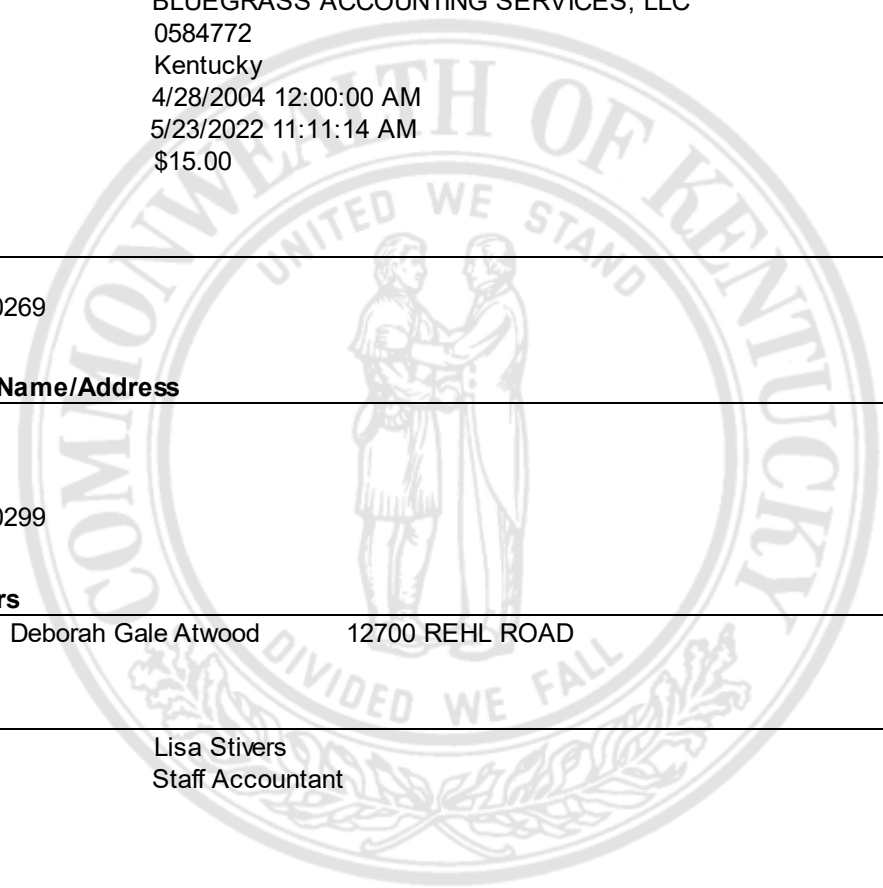 BLUEGRASS ACCOUNTING SERVICES, LLC
0584772
Kentucky
4/28/2004 12:00:00 AM
5/23/2022 11:11:14 AM
$15.00
COMMONWEALTH OF KENTUCKY
UNITED WE STAND
0269
Name/Address
0299
rs
Deborah Gale Atwood 12700 REHL ROAD
DIVIDED WE FALL
Lisa Stivers
Staff Accountant